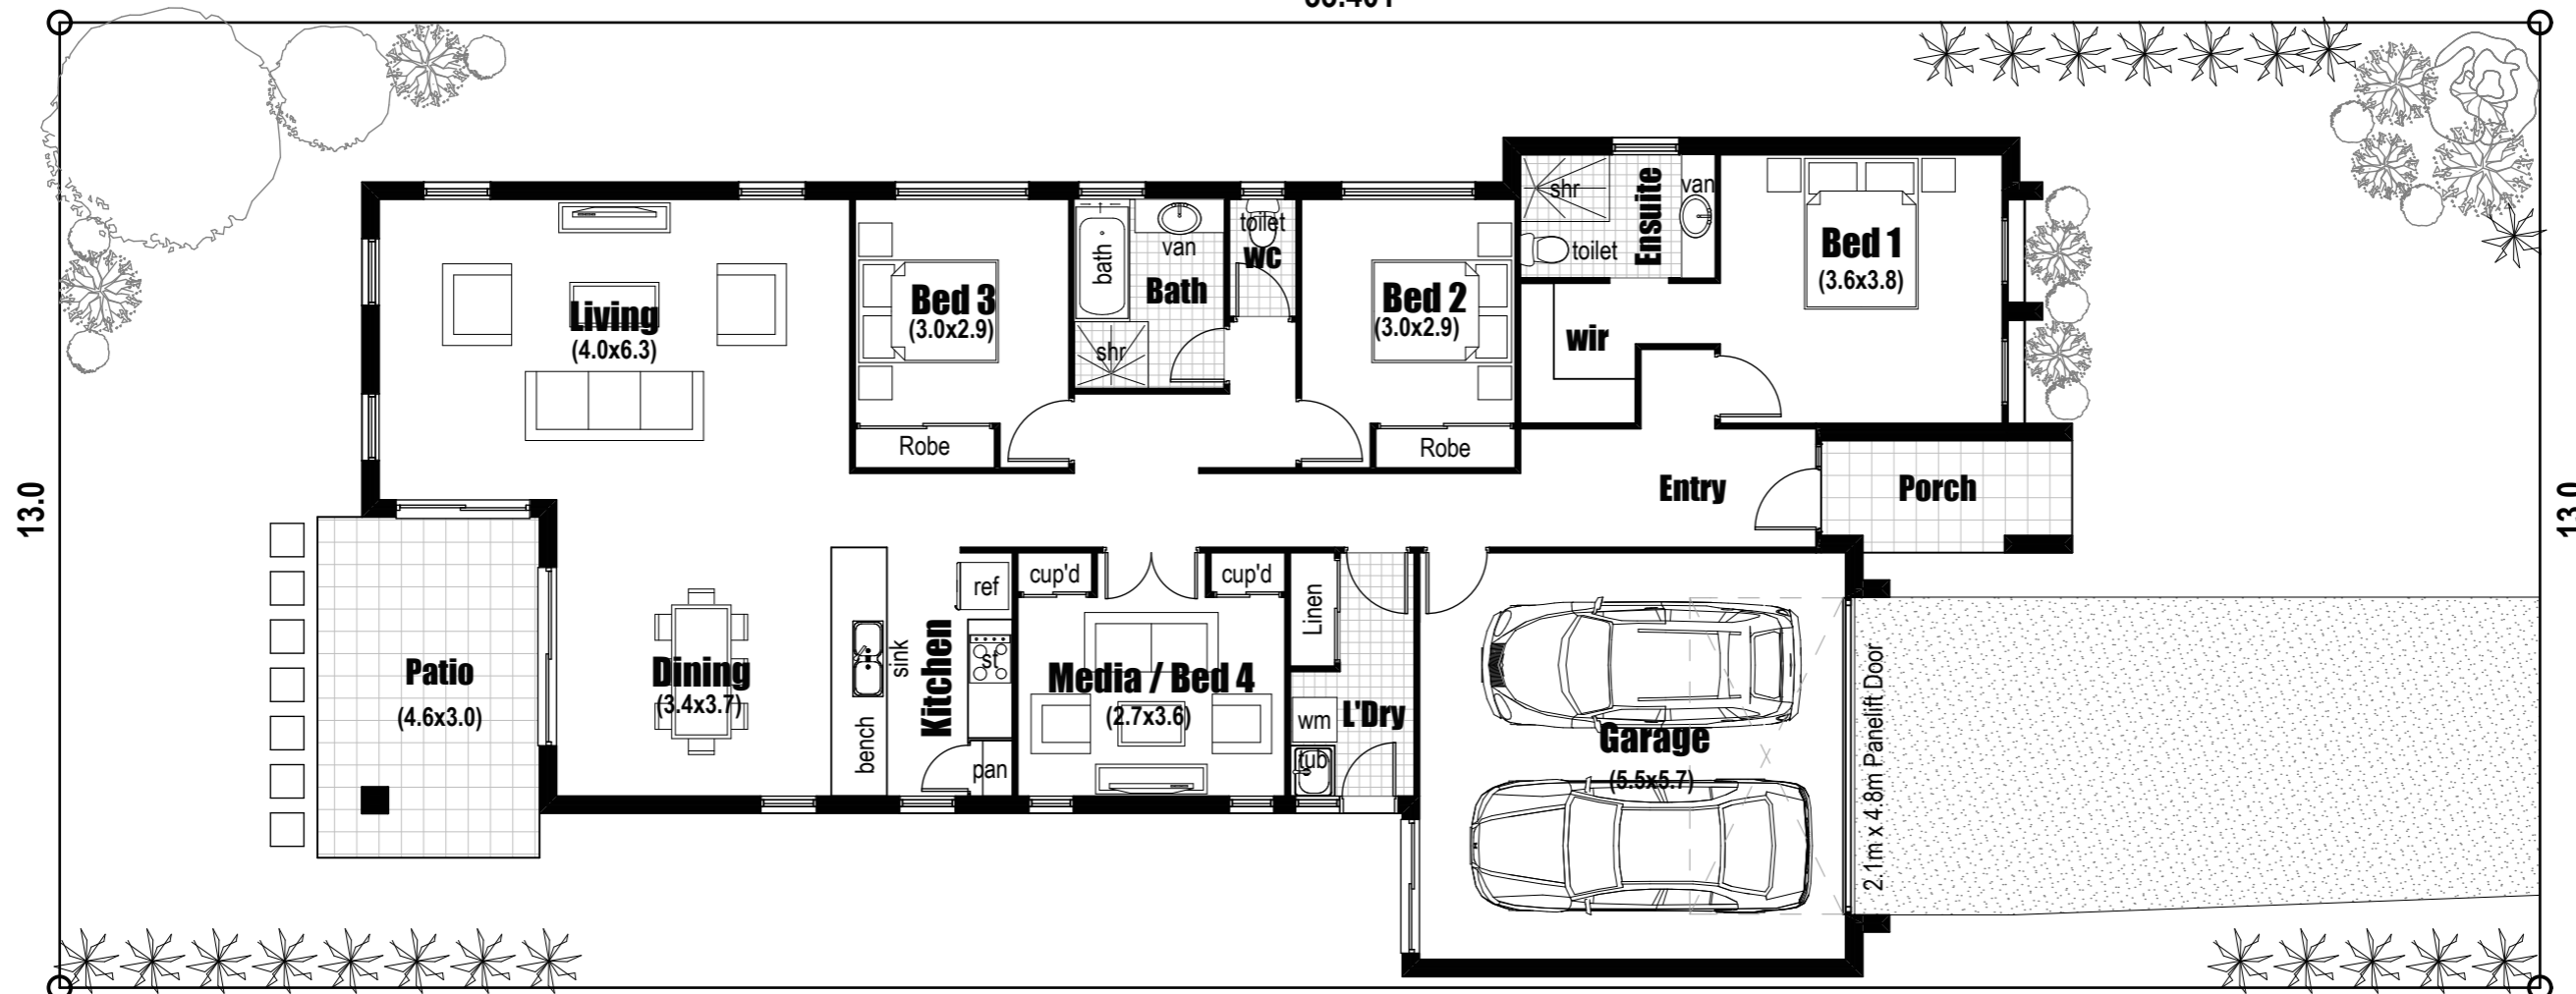 13.0
Living
(4.0x6.3)
Bed 3
(3.0x2.9)
Robe
bath
van
Bath
shr
toilet
wc
Bed 2
(3.0x2.9)
Robe
shr
toilet
Ensuite
van
wir
Bed 1
(3.6x3.8)
Entry
Porch
13.0
Patio
(4.6x3.0)
Dining
(3.4x3.7)
bench
sink
Kitchen
ref
st
pan
cup'd
cup'd
Media / Bed 4
(2.7x3.6)
Linen
wm
L'Dry
tub
Garage
(5.5x5.7)
2.1m x 4.8m Panelift Door